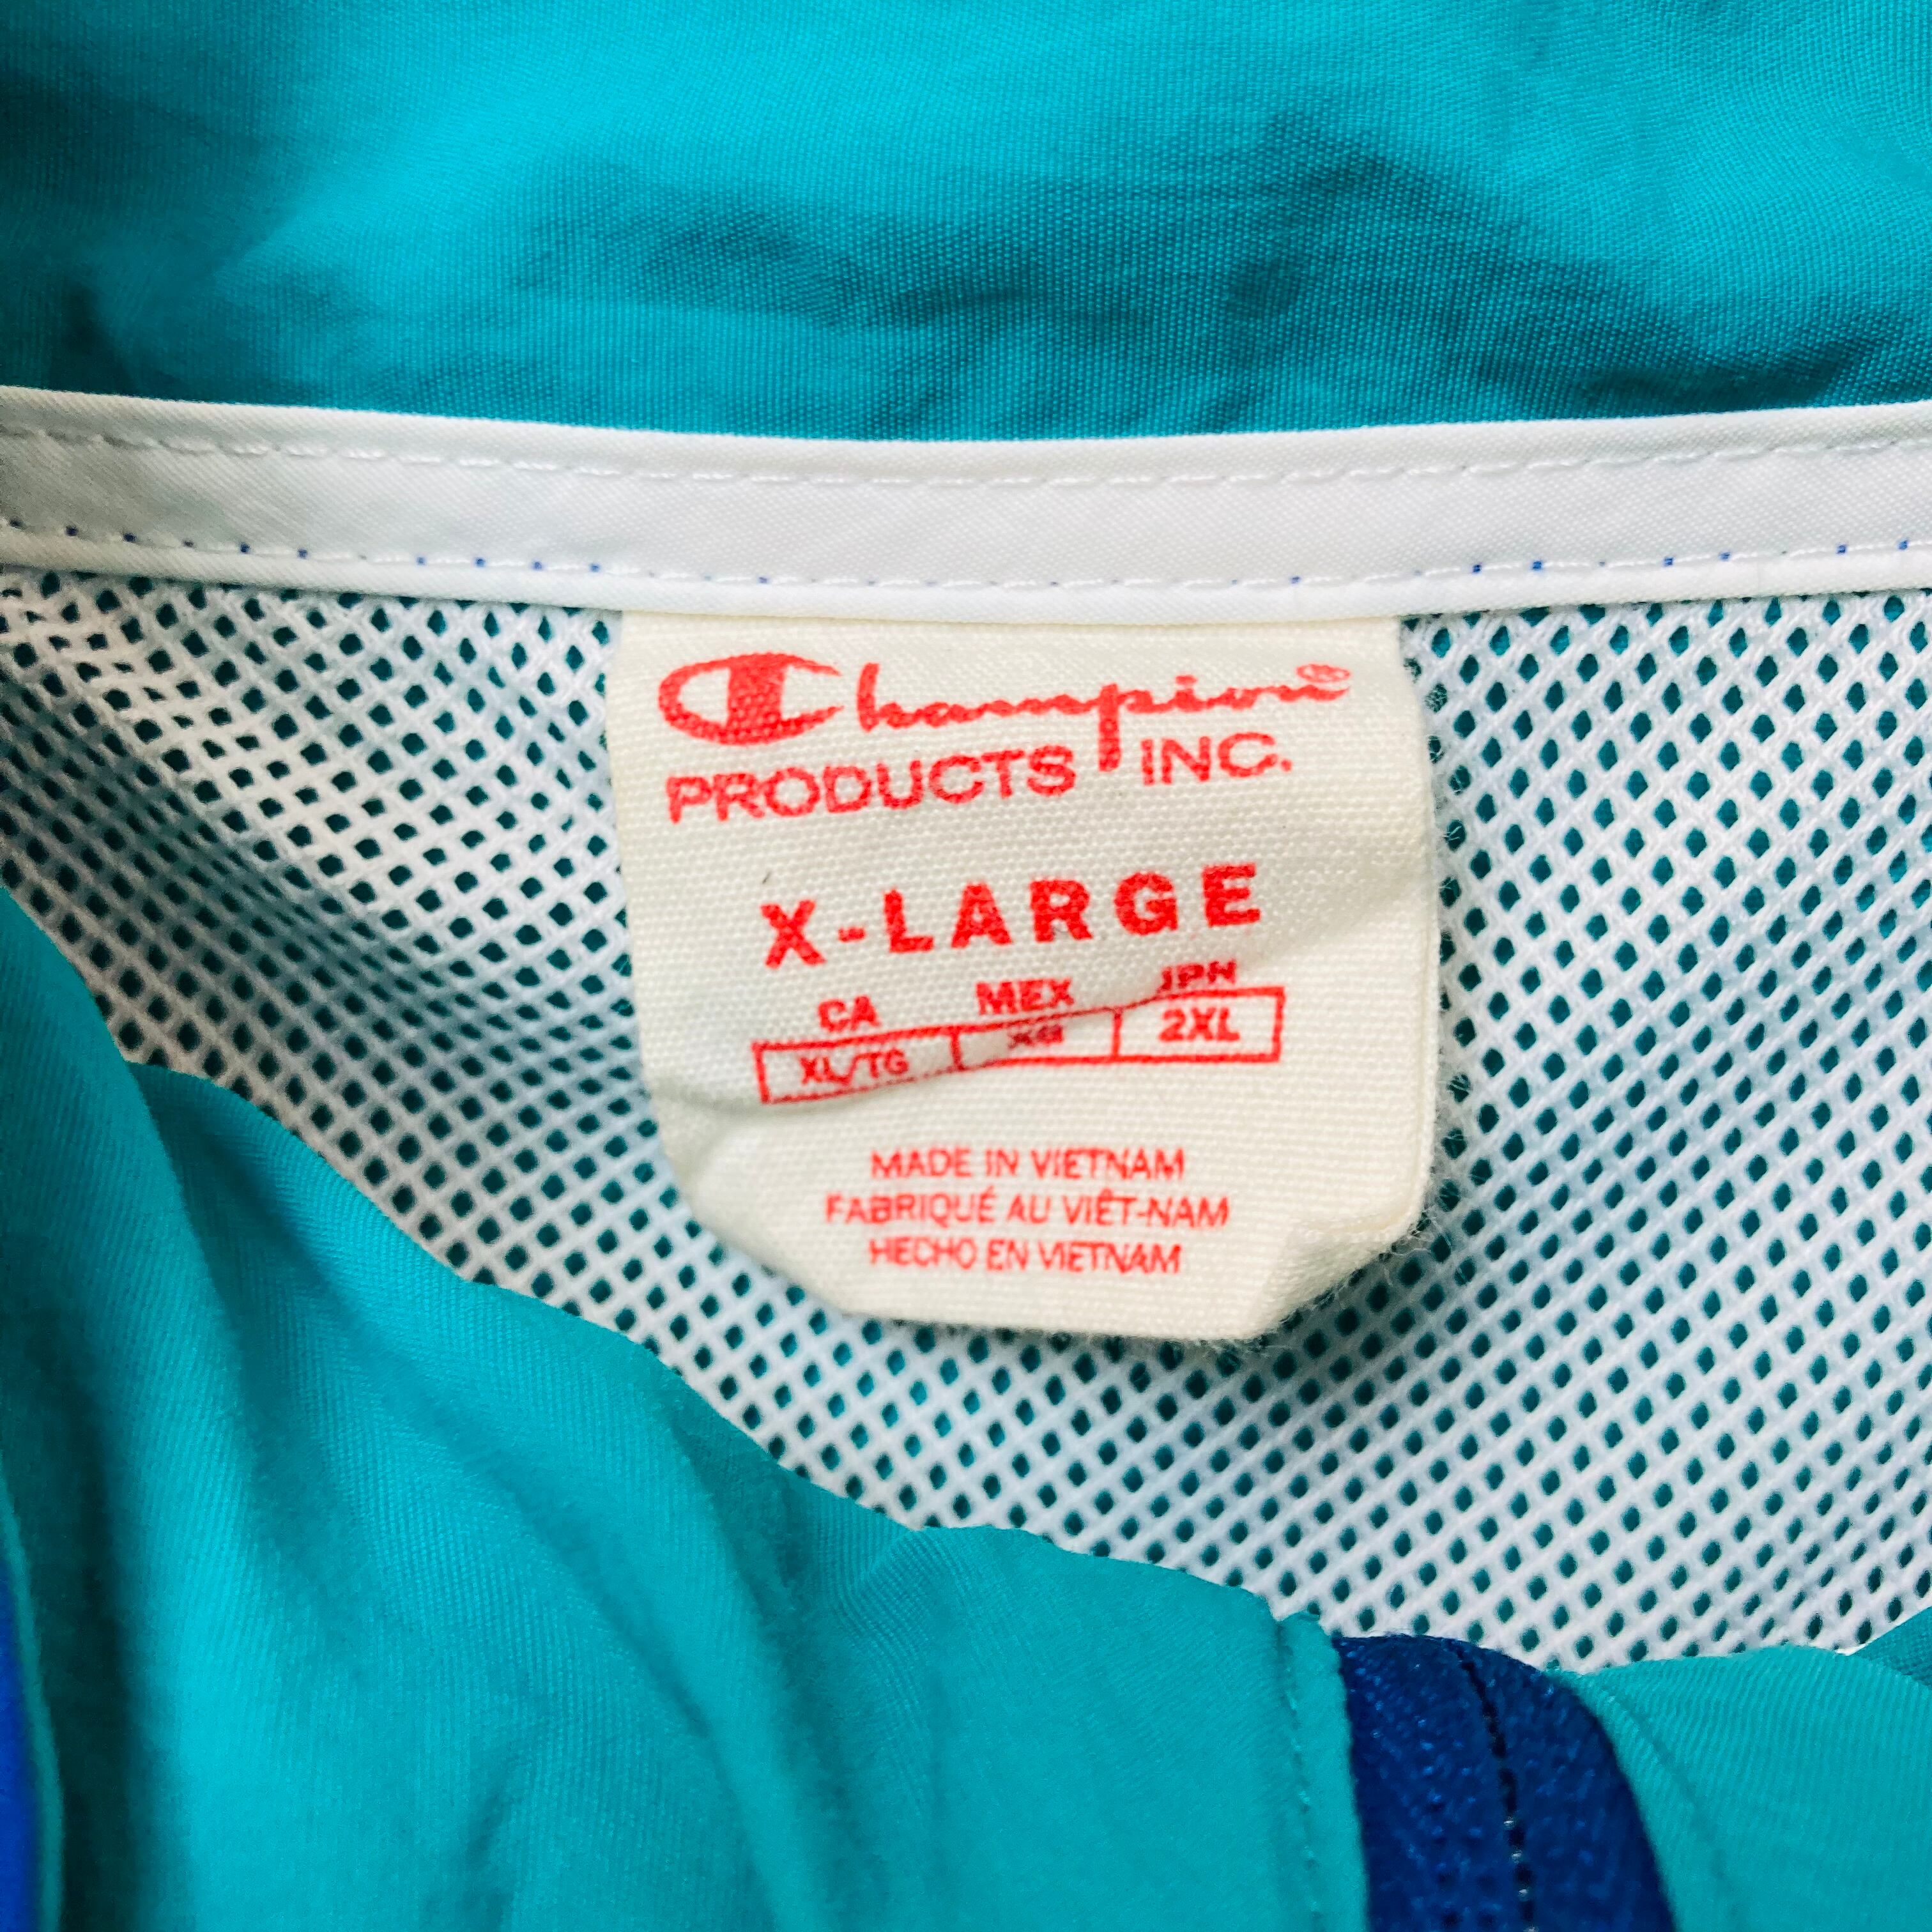 Champion®
PRODUCTS INC.
X-LARGE
CA MEX JPN
XL/TG XG 2XL
MADE IN VIETNAM
FABRIQUÉ AU VIÊT-NAM
HECHO EN VIETNAM